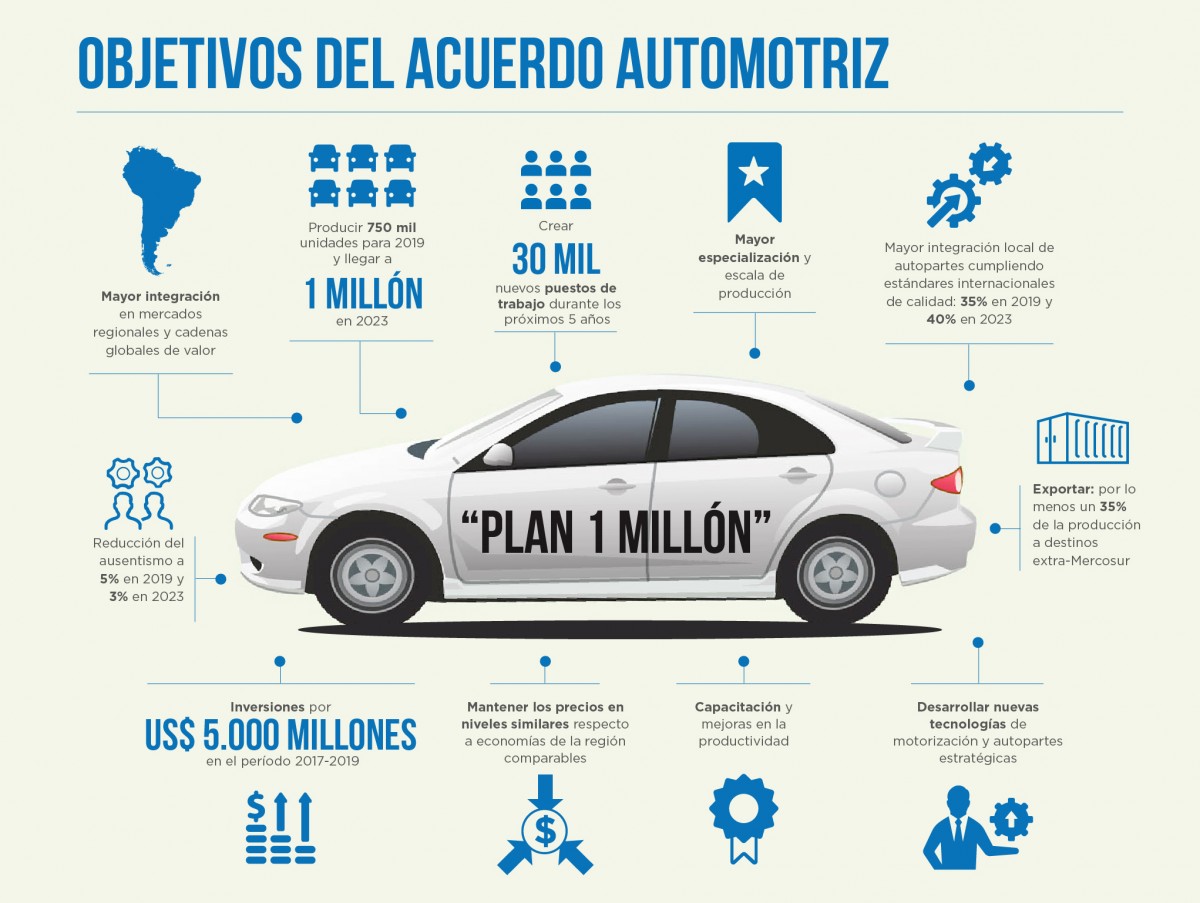 OBJETIVOS DEL ACUERDO AUTOMOTRIZ
Mayor integración
en mercados
regionales y cadenas
globales de valor
Producir 750 mil
unidades para 2019
y llegar a
1 MILLÓN
en 2023
Crear
30 MIL
nuevos puestos de
trabajo durante los
próximos 5 años
Mayor
especialización y
escala de
producción
Mayor integración local de
autopartes cumpliendo
estándares internacionales
de calidad: 35% en 2019 y
40% en 2023
Reducción del
ausentismo a
5% en 2019 y
3% en 2023
“PLAN 1 MILLÓN”
Exportar: por lo
menos un 35%
de la producción
a destinos
extra-Mercosur
Inversiones por
US$ 5.000 MILLONES
en el período 2017-2019
$
Mantener los precios en
niveles similares respecto
a economías de la región
comparables
$
Capacitación y
mejoras en la
productividad
Desarrollar nuevas
tecnologías de
motorización y autopartes
estratégicas